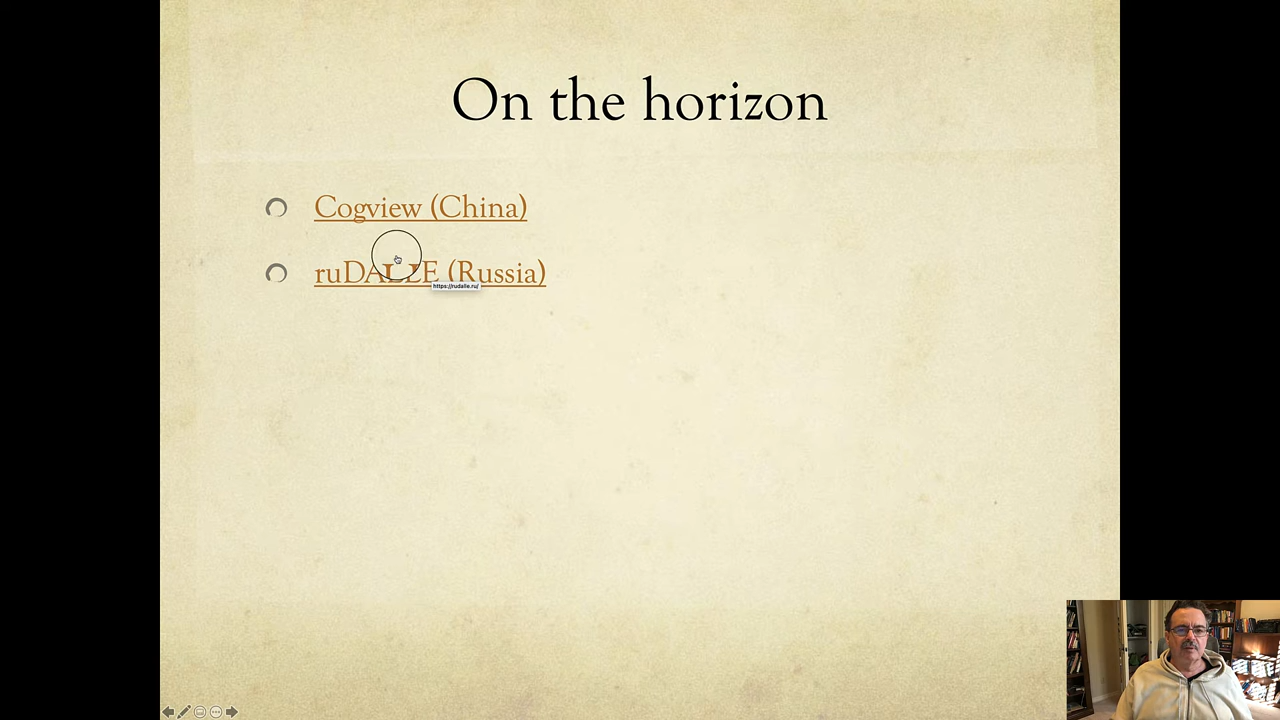 On the horizon
Cogview (China)
ruDALLE (Russia)
https://rudalle.ru/